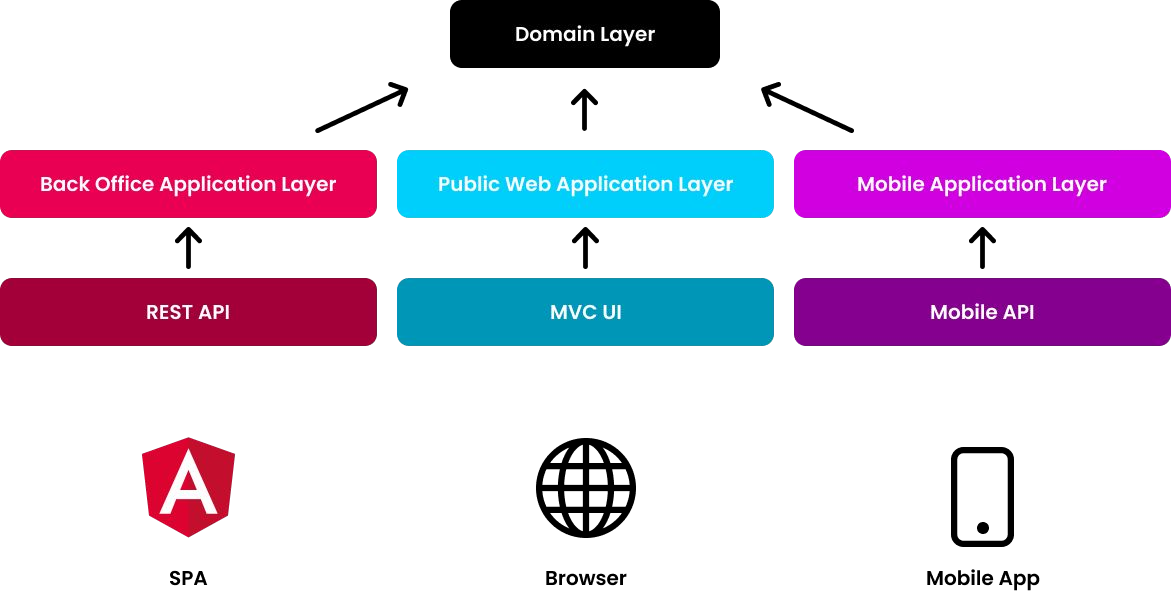 Domain Layer
Back Office Application Layer
Public Web Application Layer
Mobile Application Layer
REST API
MVC UI
Mobile API
SPA
Browser
Mobile App